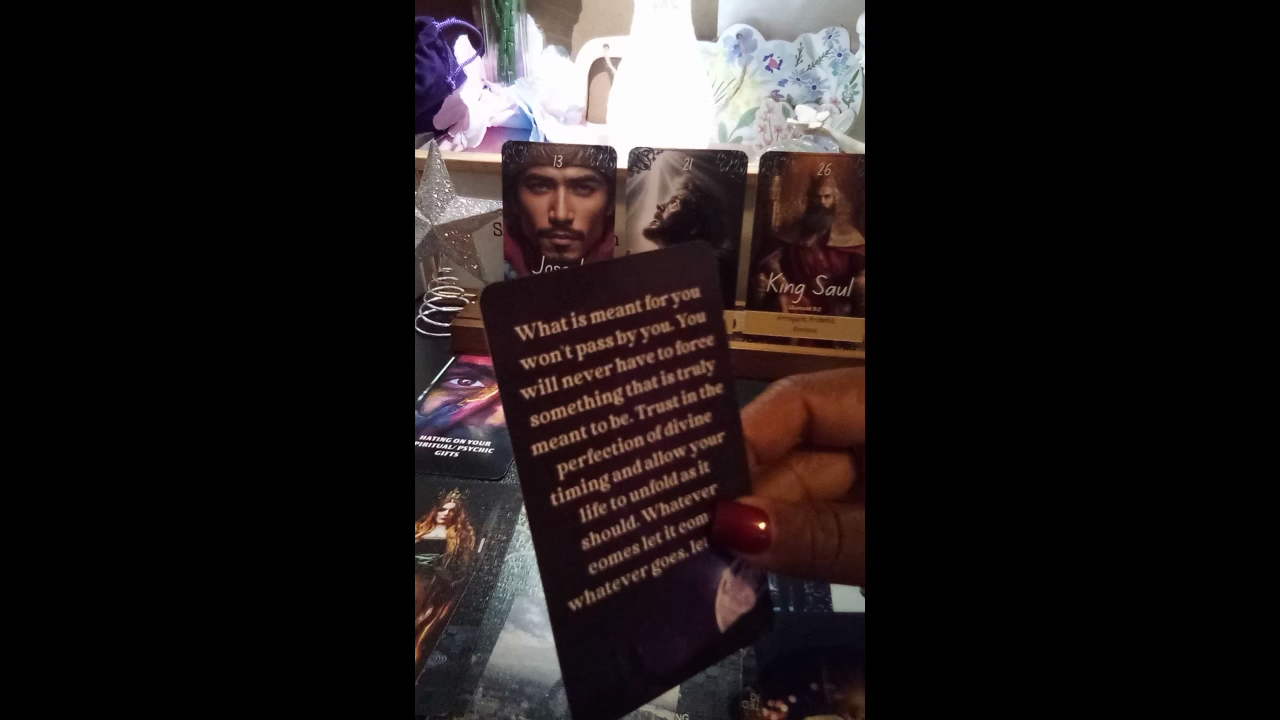 13
21
26
King Saul
What is meant for you
won't pass by you. You
will never have to force
something that is truly
meant to be. Trust in the
perfection of divine
timing and allow your
life to unfold as it
should. Whatever
comes let it com
whatever goes, let
HATING ON YOUR
SPIRITUAL/PSYCHIC
GIFTS